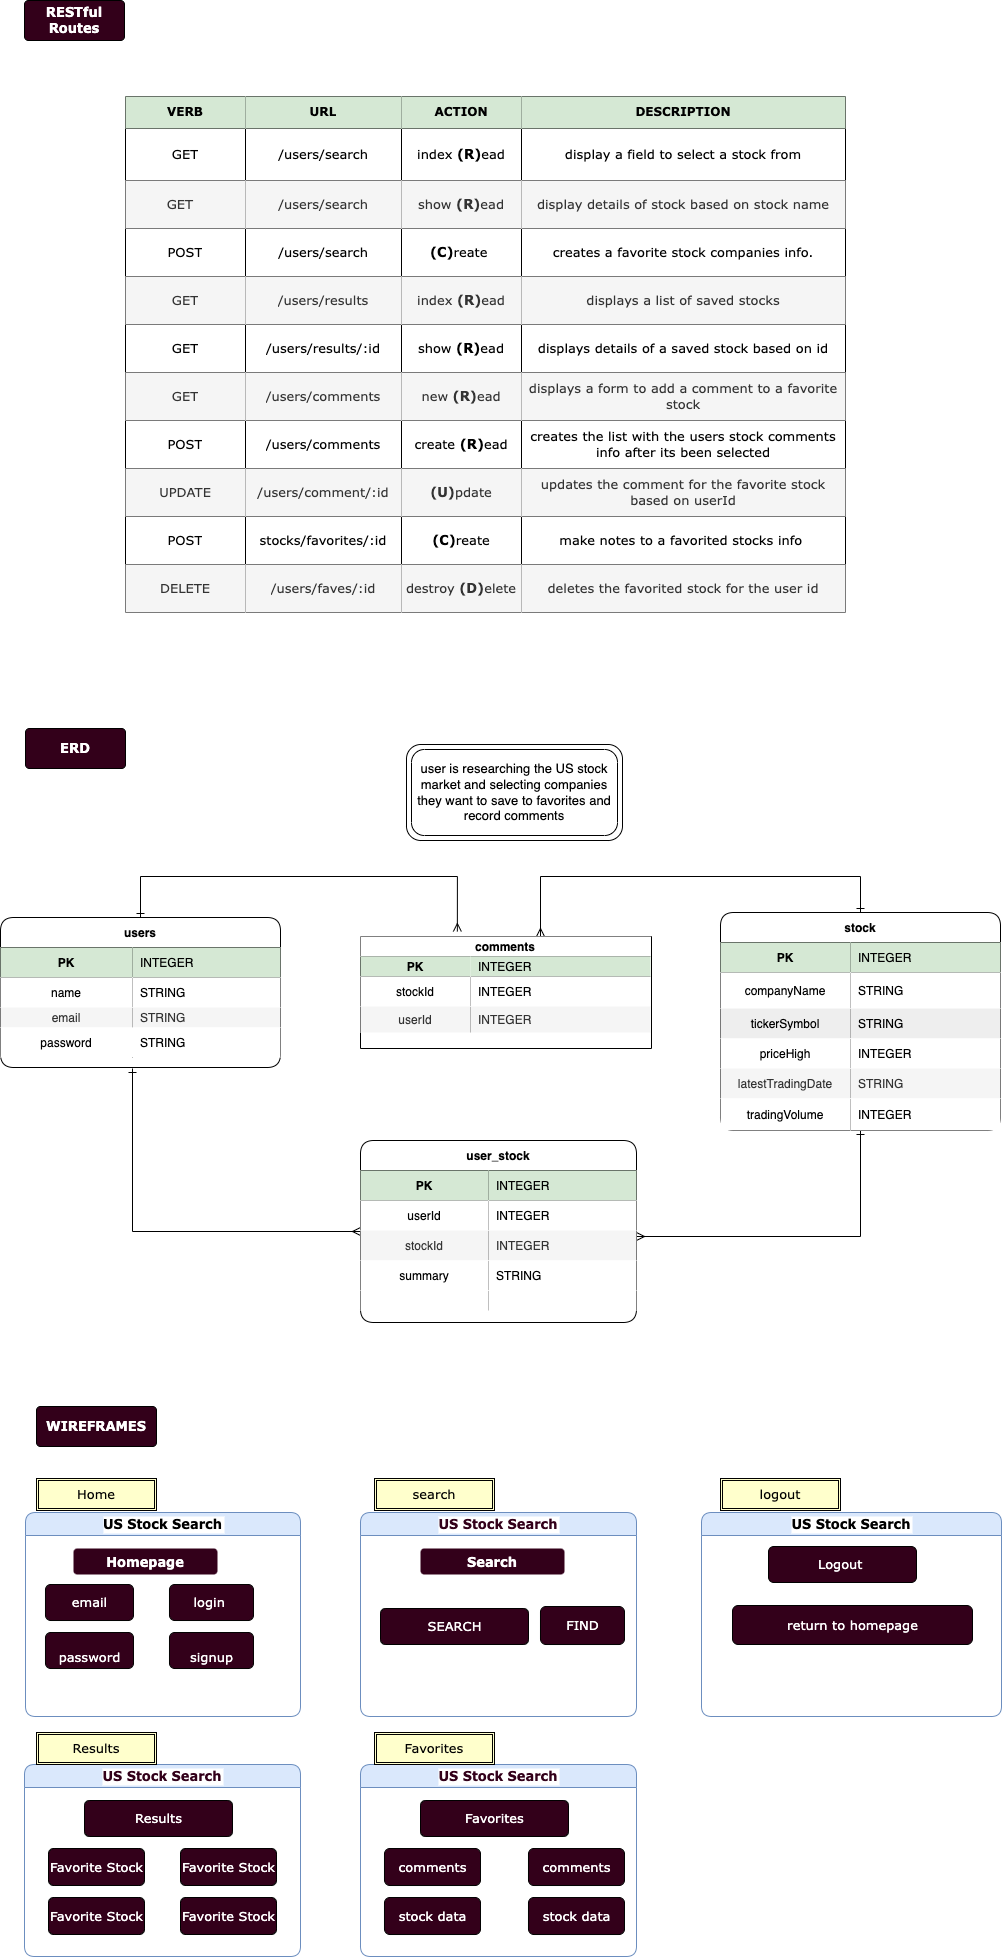 RESTful
Routes
VERB URL ACTION DESCRIPTION
GET /users/search index (R)ead display a field to select a stock from
GET /users/search show (R)ead display details of stock based on stock name
POST /users/search (C)reate creates a favorite stock companies info.
GET /users/results index (R)ead displays a list of saved stocks
GET /users/results/:id show (R)ead displays details of a saved stock based on id
GET /users/comments new (R)ead displays a form to add a comment to a favorite
stock
POST /users/comments create (R)ead creates the list with the users stock comments
info after its been selected
UPDATE /users/comment/:id (U)pdate updates the comment for the favorite stock
based on userId
POST stocks/favorites/:id (C)reate make notes to a favorited stocks info
DELETE /users/faves/:id destroy (D)elete deletes the favorited stock for the user id
ERD
user is researching the US stock
market and selecting companies
they want to save to favorites and
record comments
users
PK INTEGER
name STRING
email STRING
password STRING
comments
PK INTEGER
stockId INTEGER
userId INTEGER
stock
PK INTEGER
companyName STRING
tickerSymbol STRING
priceHigh INTEGER
latestTradingDate STRING
tradingVolume INTEGER
user_stock
PK INTEGER
userId INTEGER
stockId INTEGER
summary STRING
WIREFRAMES
Home
US Stock Search
Homepage
email login
password signup
search
US Stock Search
Search
SEARCH FIND
logout
US Stock Search
Logout
return to homepage
Results
US Stock Search
Results
Favorite Stock Favorite Stock
Favorite Stock Favorite Stock
Favorites
US Stock Search
Favorites
comments comments
stock data stock data